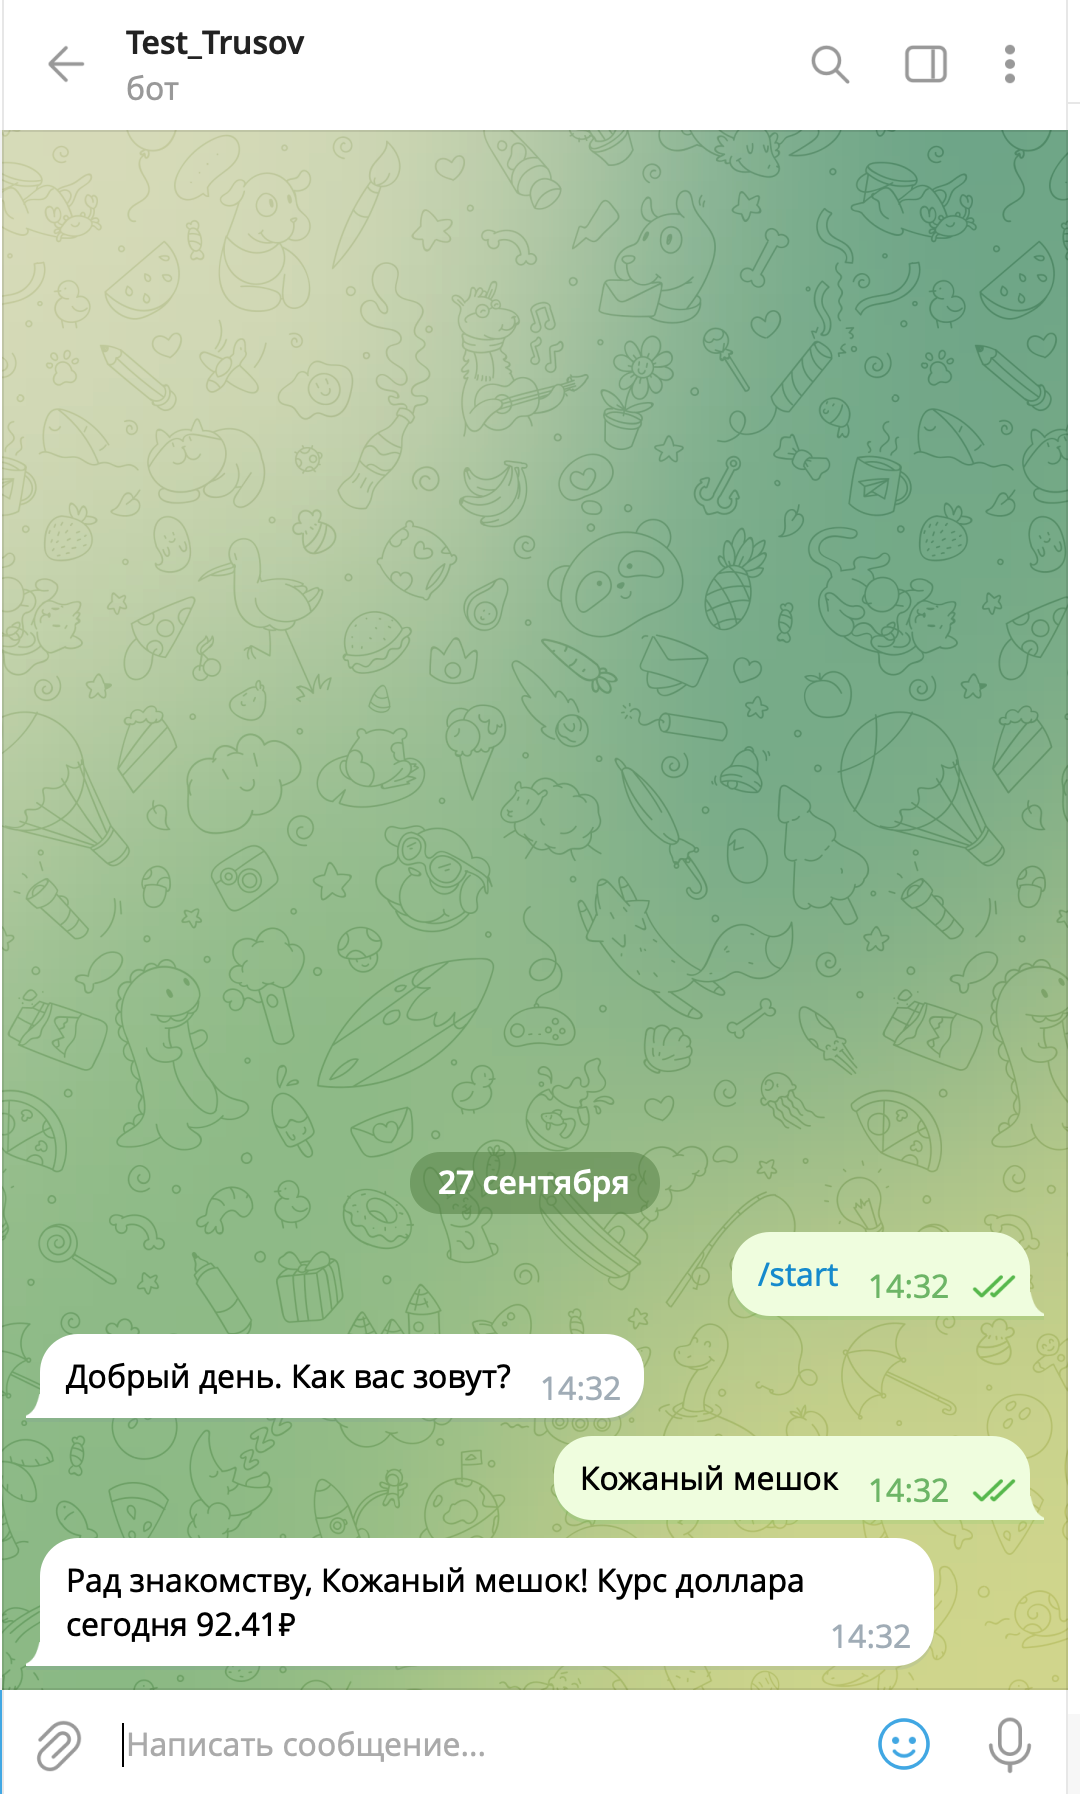 Test_Trusov
бот
27 сентября
/start 14:32
Добрый день. Как вас зовут? 14:32
Кожаный мешок 14:32
Рад знакомству, Кожаный мешок! Курс доллара
сегодня 92.41₽ 14:32
Написать сообщение...